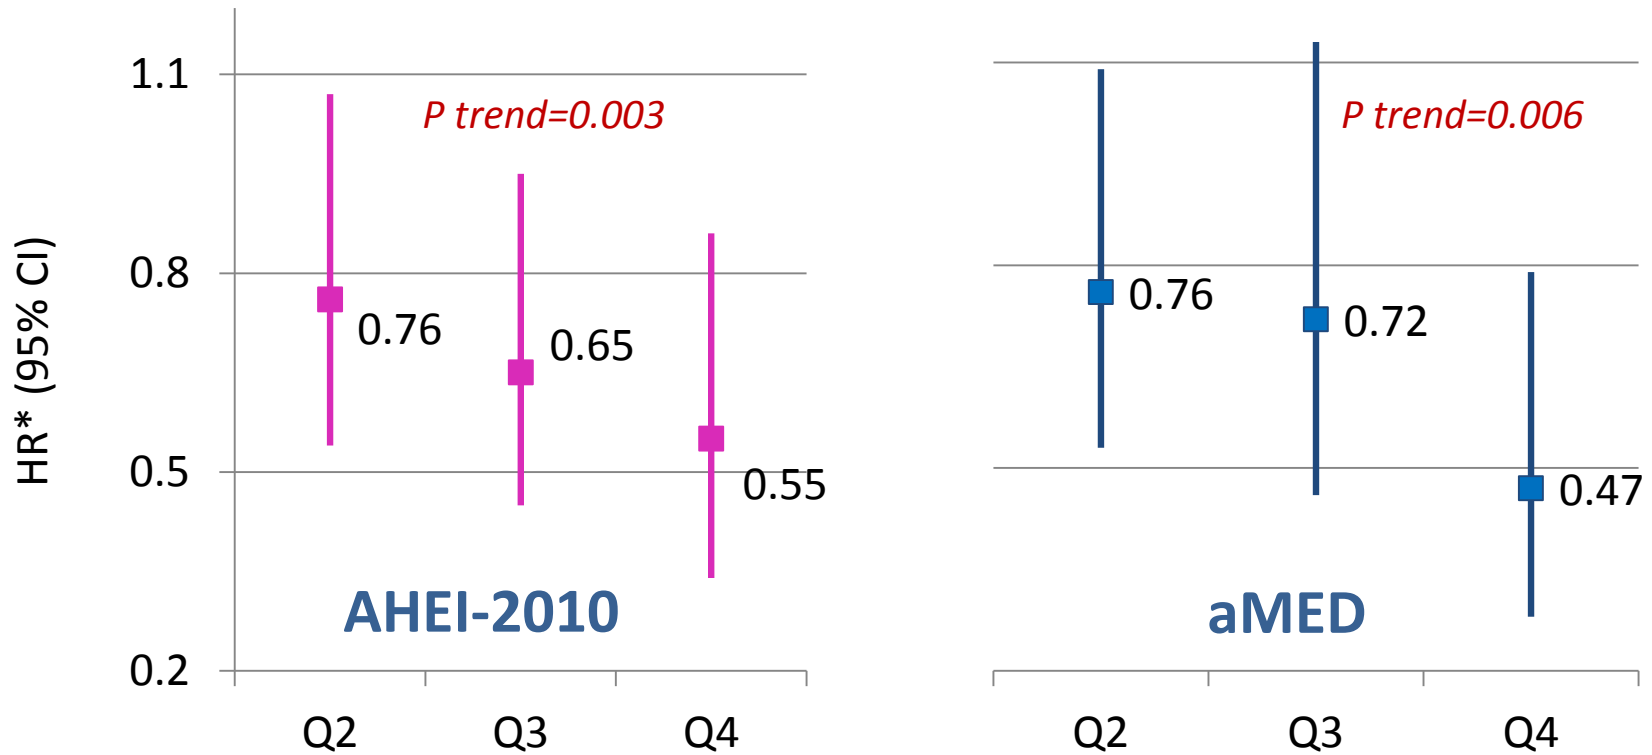 HR* (95% CI)
1.1
0.8
0.5
0.2
P trend=0.003
0.76
0.65
0.55
AHEI-2010
Q2 Q3 Q4
P trend=0.006
0.76
0.72
0.47
aMED
Q2 Q3 Q4